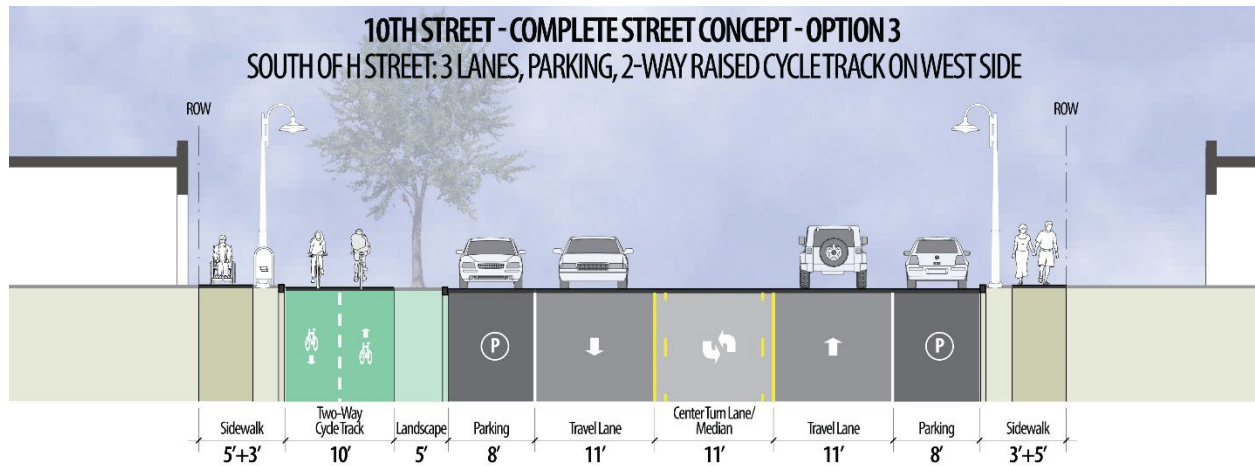 10TH STREET - COMPLETE STREET CONCEPT - OPTION 3
SOUTH OF H STREET: 3 LANES, PARKING, 2-WAY RAISED CYCLE TRACK ON WEST SIDE
ROW
ROW
P
P
Sidewalk
5'+3'
Two-Way
Cycle Track
10'
Landscape
5'
Parking
8'
Travel Lane
11'
Center Turn Lane/
Median
11'
Travel Lane
11'
Parking
8'
Sidewalk
3'+5'